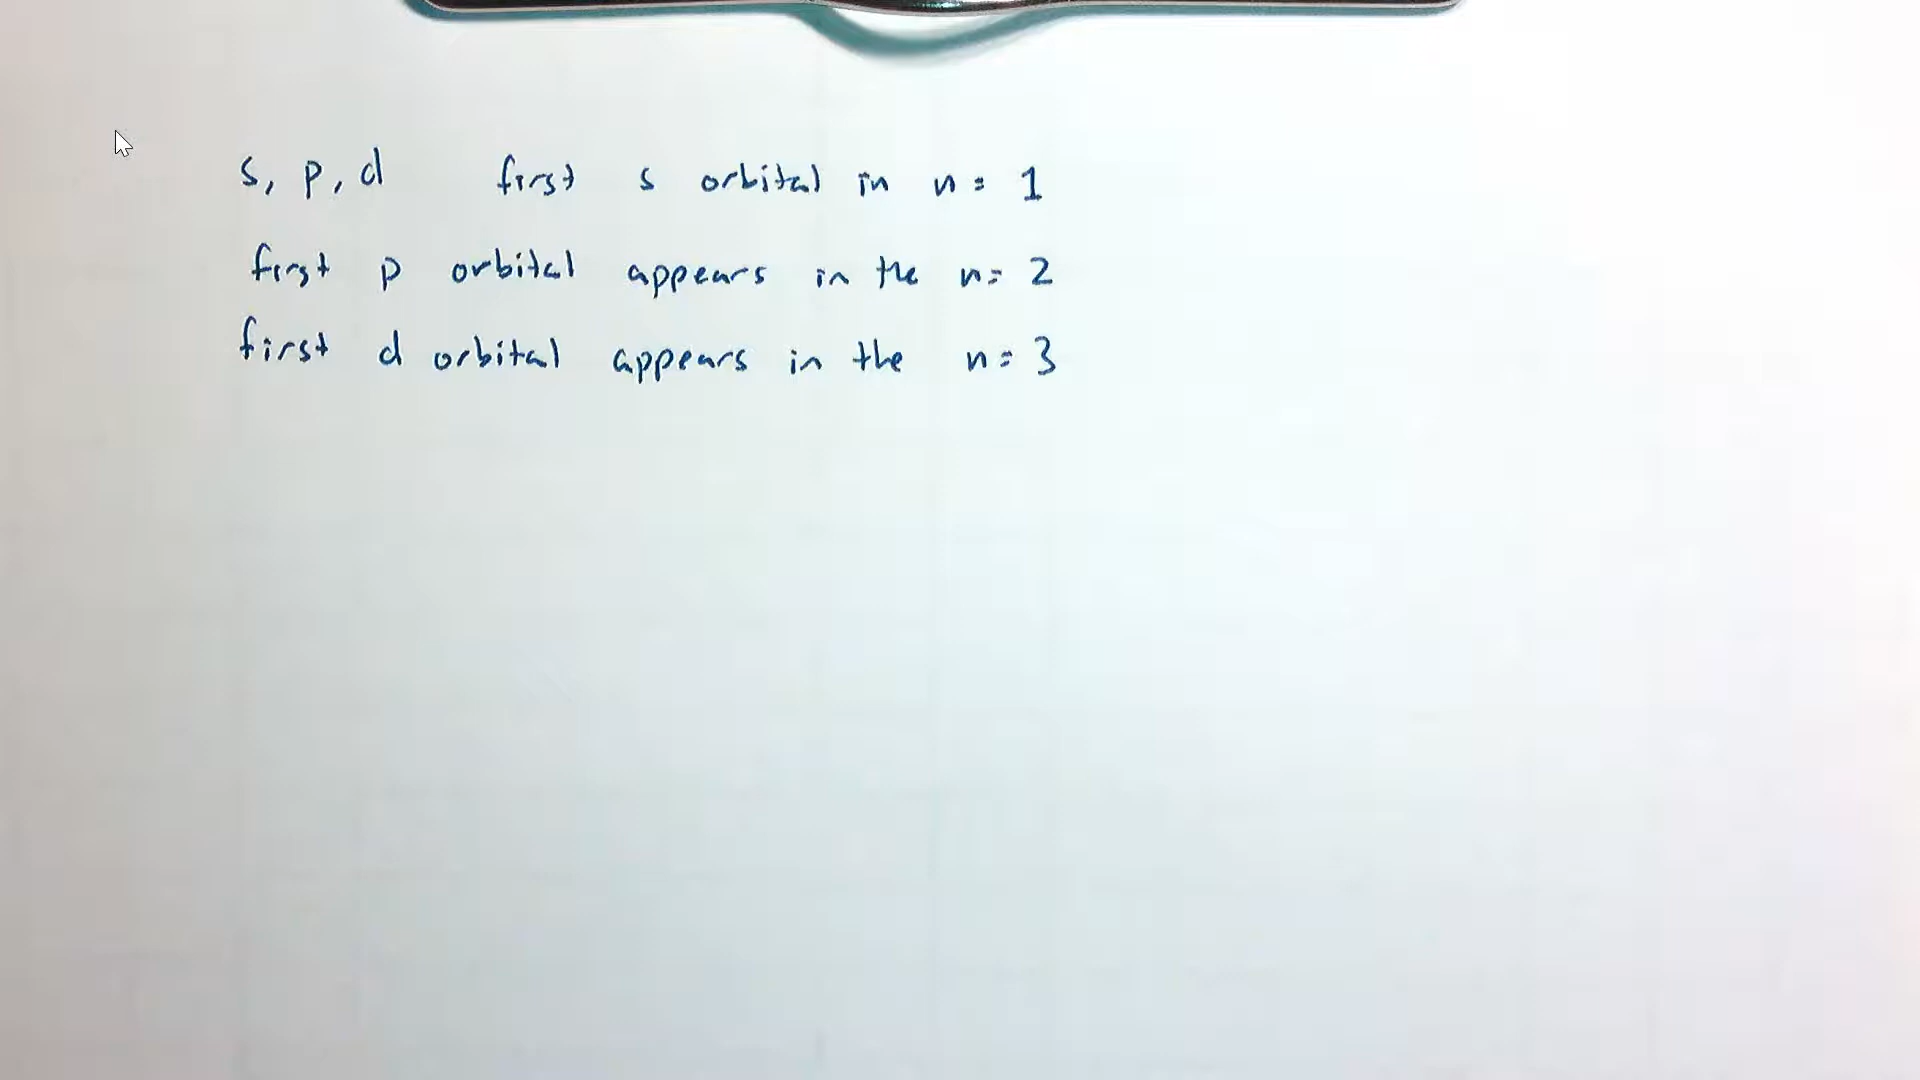 s, p, d first s orbital in n = 1
first p orbital appears in the n = 2
first d orbital appears in the n = 3